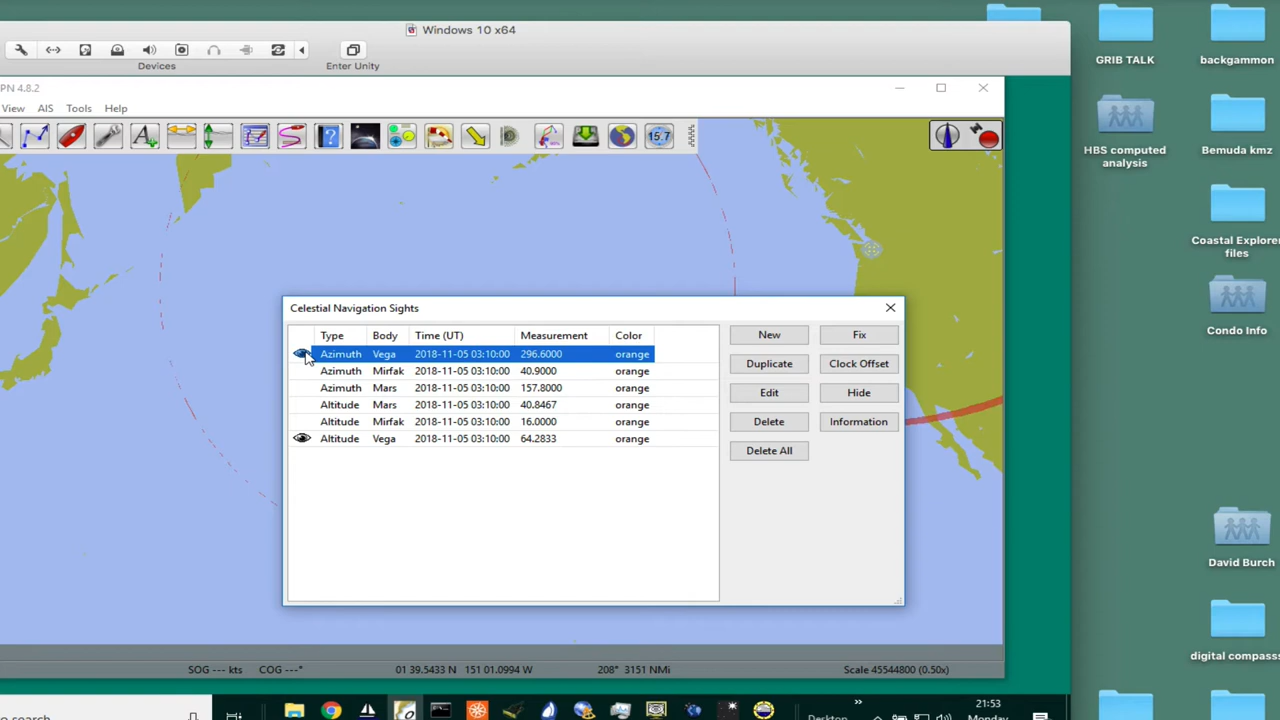 Windows 10 x64
Devices
Enter Unity
PN 4.8.2
View AIS Tools Help
15.7
Celestial Navigation Sights
Type Body Time (UT) Measurement Color
Azimuth Vega 2018-11-05 03:10:00 296.6000 orange
Azimuth Mirfak 2018-11-05 03:10:00 40.9000 orange
Azimuth Mars 2018-11-05 03:10:00 157.8000 orange
Altitude Mars 2018-11-05 03:10:00 40.8467 orange
Altitude Mirfak 2018-11-05 03:10:00 16.0000 orange
Altitude Vega 2018-11-05 03:10:00 64.2833 orange
New Fix
Duplicate Clock Offset
Edit Hide
Delete Information
Delete All
SOG --- kts COG ---° 01 39.5433 N 151 01.0994 W 208° 3151 NMi Scale 45544800 (0.50x)
o search
Desktop
21:53
Monday
GRIB TALK
backgammon
HBS computed
analysis
Bemuda kmz
Coastal Explorer
files
Condo Info
David Burch
digital compass